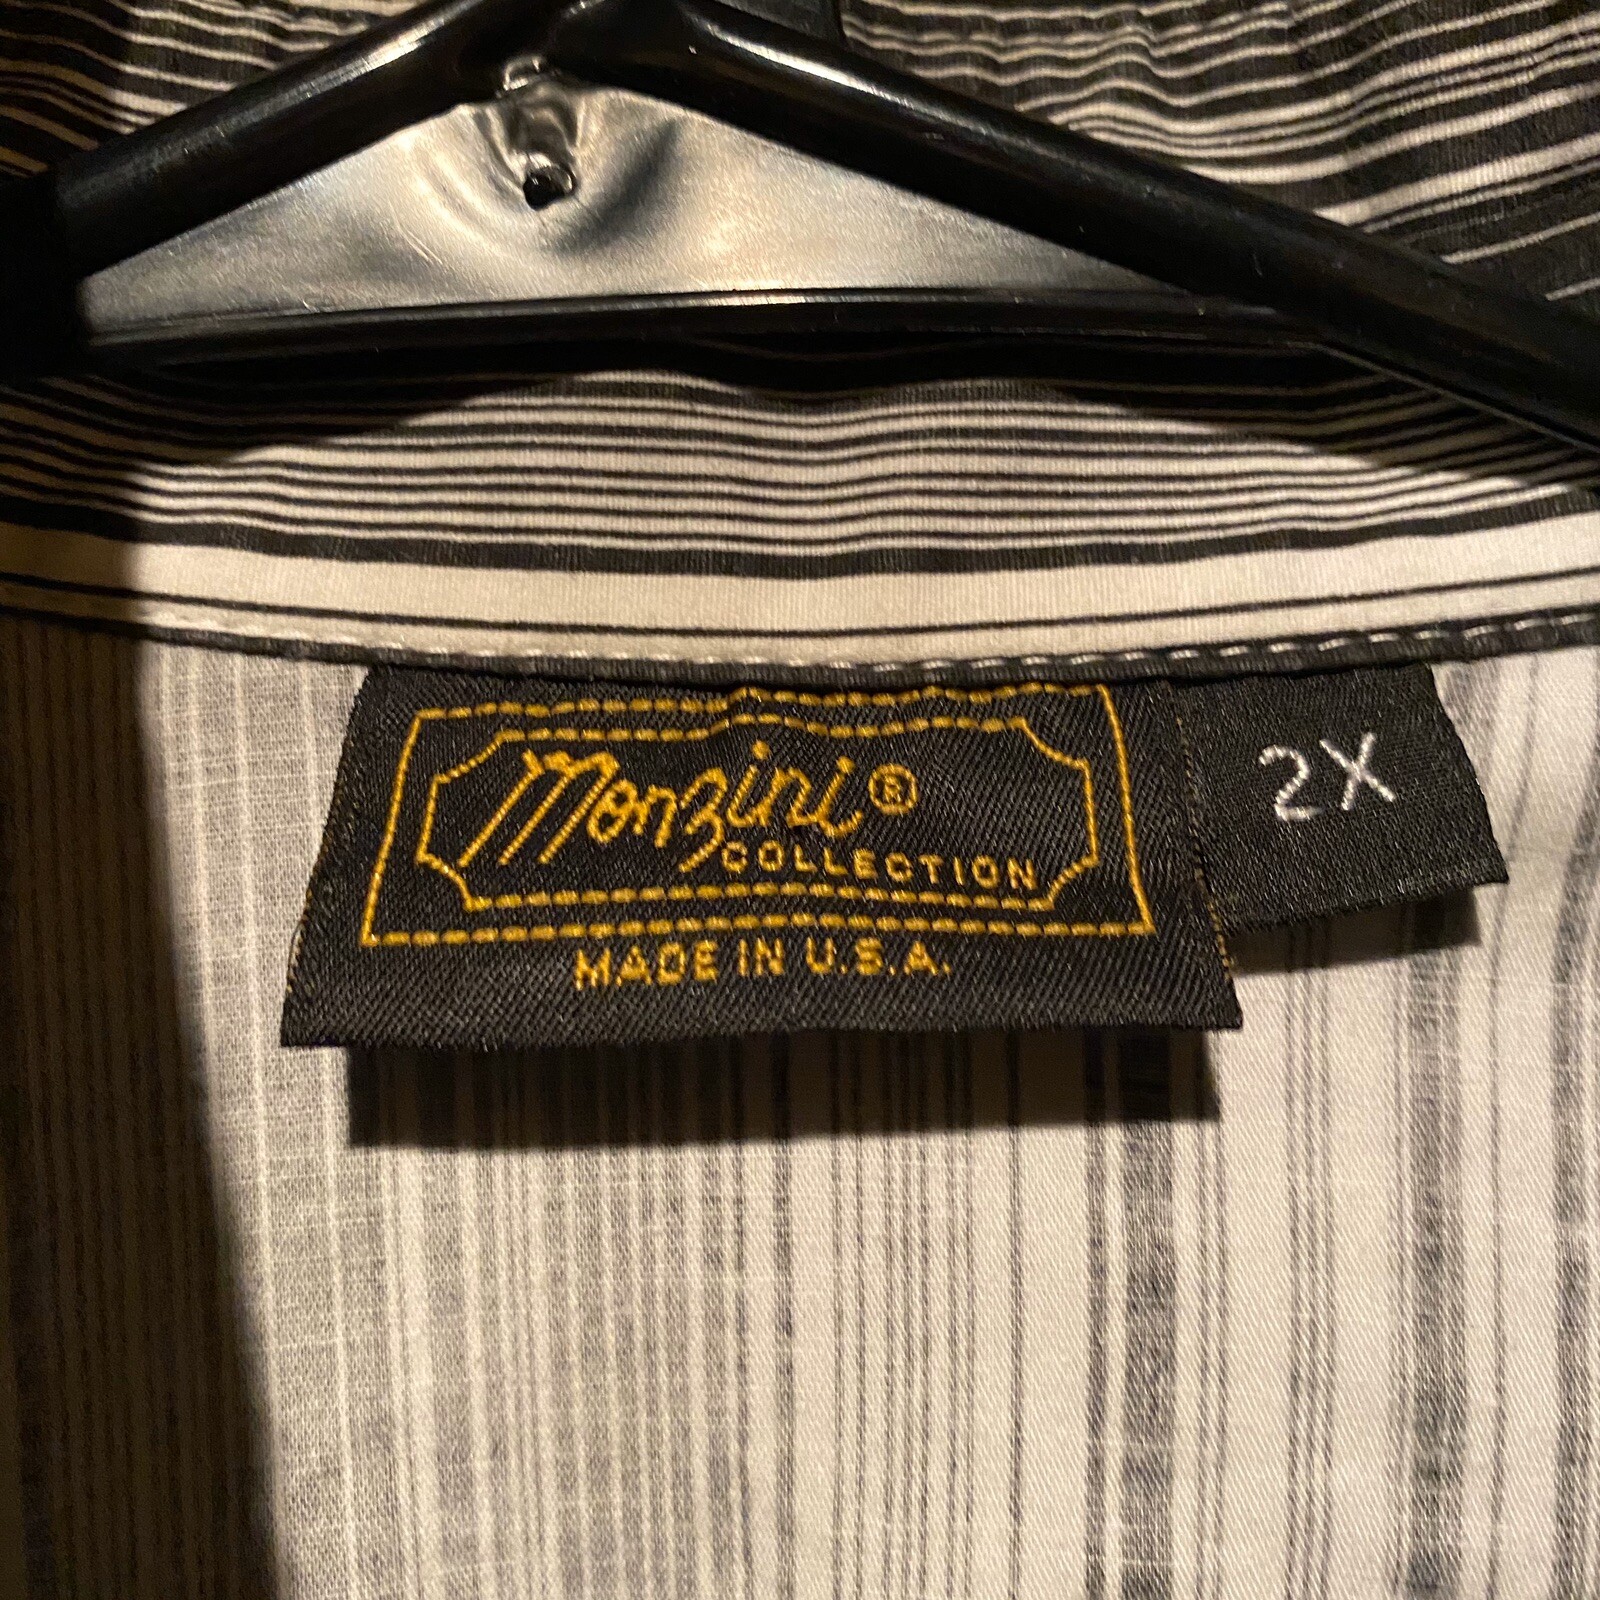 Monzini®
COLLECTION
MADE IN U.S.A.
2X